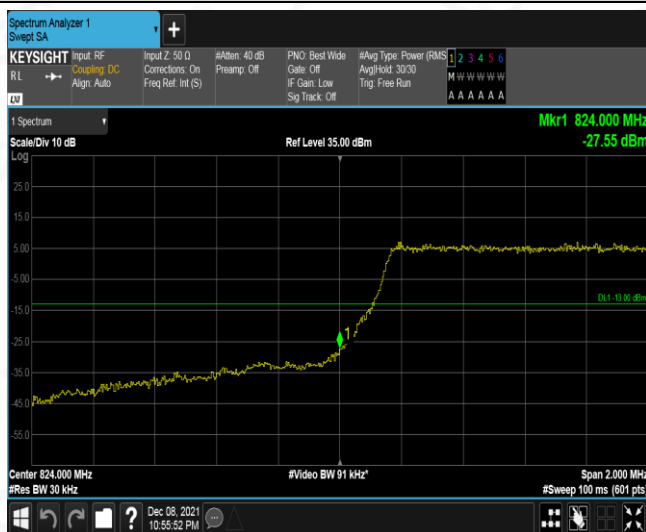 Spectrum Analyzer 1
Swept SA
+
KEYSIGHT
RL
LXI
Input: RF
Coupling: DC
Align: Auto
Input Z: 50 Ω
Corrections: On
Freq Ref: Int (S)
#Atten: 40 dB
Preamp: Off
PNO: Best Wide
Gate: Off
IF Gain: Low
Sig Track: Off
#Avg Type: Power (RMS
Avg|Hold: 30/30
Trig: Free Run
1 2 3 4 5 6
M W W W W W
A A A A A A
1 Spectrum
Mkr1 824.000 MHz
-27.55 dBm
Scale/Div 10 dB
Ref Level 35.00 dBm
Log
25.0
15.0
5.00
-5.00
DL1 -13.00 dBm
-15.0
1
-25.0
-35.0
-45.0
-55.0
Center 824.000 MHz
#Video BW 91 kHz*
Span 2.000 MHz
#Res BW 30 kHz
#Sweep 100 ms (601 pts)
?
Dec 08, 2021
10:55:52 PM